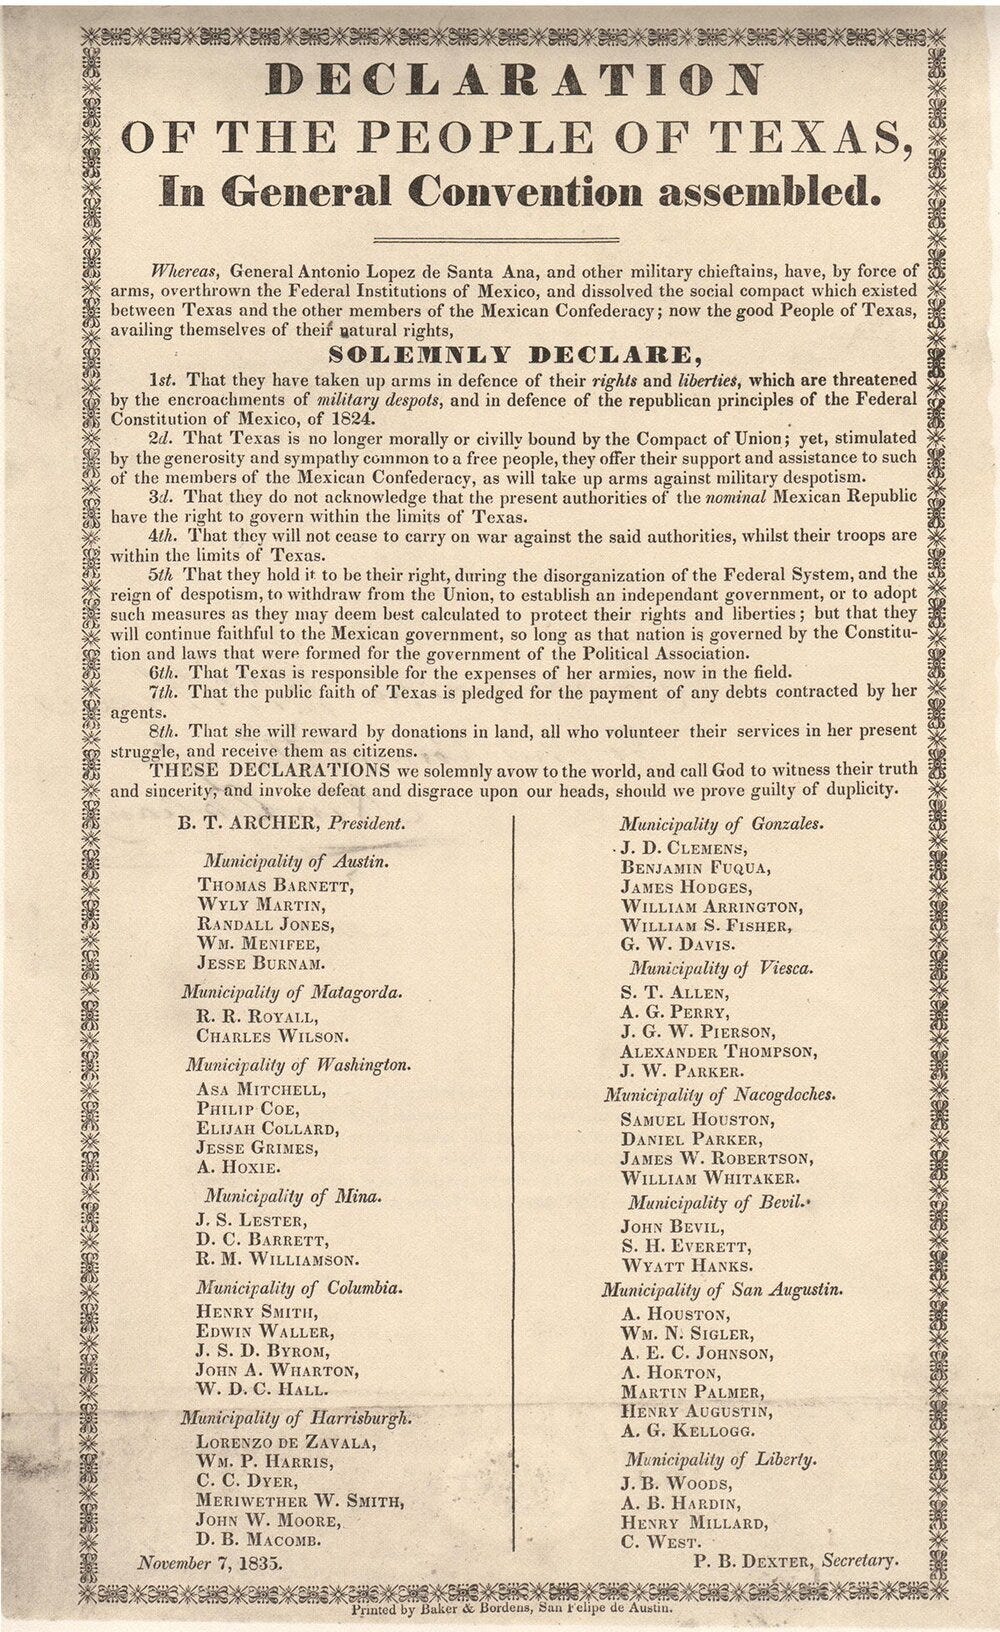 DECLARATION
OF THE PEOPLE OF TEXAS,
In General Convention assembled.
Whereas, General Antonio Lopez de Santa Ana, and other military chieftains, have, by force of
arms, overthrown the Federal Institutions of Mexico, and dissolved the social compact which existed
between Texas and the other members of the Mexican Confederacy; now the good People of Texas,
availing themselves of their natural rights,
SOLEMNLY DECLARE,
1st. That they have taken up arms in defence of their rights and liberties, which are threatened
by the encroachments of military despots, and in defence of the republican principles of the Federal
Constitution of Mexico, of 1824.
2d. That Texas is no longer morally or civilly bound by the Compact of Union; yet, stimulated
by the generosity and sympathy common to a free people, they offer their support and assistance to such
of the members of the Mexican Confederacy, as will take up arms against military despotism.
3d. That they do not acknowledge that the present authorities of the nominal Mexican Republic
have the right to govern within the limits of Texas.
4th. That they will not cease to carry on war against the said authorities, whilst their troops are
within the limits of Texas.
5th That they hold it to be their right, during the disorganization of the Federal System, and the
reign of despotism, to withdraw from the Union, to establish an independant government, or to adopt
such measures as they may deem best calculated to protect their rights and liberties; but that they
will continue faithful to the Mexican government, so long as that nation is governed by the Constitu-
tion and laws that were formed for the government of the Political Association.
6th. That Texas is responsible for the expenses of her armies, now in the field.
7th. That the public faith of Texas is pledged for the payment of any debts contracted by her
agents.
8th. That she will reward by donations in land, all who volunteer their services in her present
struggle, and receive them as citizens.
THESE DECLARATIONS we solemnly avow to the world, and call God to witness their truth
and sincerity, and invoke defeat and disgrace upon our heads, should we prove guilty of duplicity.
B. T. ARCHER, President.
Municipality of Austin.
THOMAS BARNETT,
WYLY MARTIN,
RANDALL JONES,
WM. MENIFEE,
JESSE BURNAM.
Municipality of Matagorda.
R. R. ROYALL,
CHARLES WILSON.
Municipality of Washington.
ASA MITCHELL,
PHILIP COE,
ELIJAH COLLARD,
JESSE GRIMES,
A. HOXIE.
Municipality of Mina.
J. S. LESTER,
D. C. BARRETT,
R. M. WILLIAMSON.
Municipality of Columbia.
HENRY SMITH,
EDWIN WALLER,
J. S. D. BYROM,
JOHN A. WHARTON,
W. D. C. HALL.
Municipality of Harrisburgh.
LORENZO DE ZAVALA,
WM. P. HARRIS,
C. C. DYER,
MERIWETHER W. SMITH,
JOHN W. MOORE,
D. B. MACOMB.
November 7, 1835.
Municipality of Gonzales.
J. D. CLEMENS,
BENJAMIN FUQUA,
JAMES HODGES,
WILLIAM ARRINGTON,
WILLIAM S. FISHER,
G. W. DAVIS.
Municipality of Viesca.
S. T. ALLEN,
A. G. PERRY,
J. G. W. PIERSON,
ALEXANDER THOMPSON,
J. W. PARKER.
Municipality of Nacogdoches.
SAMUEL HOUSTON,
DANIEL PARKER,
JAMES W. ROBERTSON,
WILLIAM WHITAKER.
Municipality of Bevil.
JOHN BEVIL,
S. H. EVERETT,
WYATT HANKS.
Municipality of San Augustin.
A. HOUSTON,
WM. N. SIGLER,
A. E. C. JOHNSON,
A. HORTON,
MARTIN PALMER,
HENRY AUGUSTIN,
A. G. KELLOGG.
Municipality of Liberty.
J. B. WOODS,
A. B. HARDIN,
HENRY MILLARD,
C. WEST.
P. B. DEXTER, Secretary.
Printed by Baker & Bordens, San Felipe de Austin.